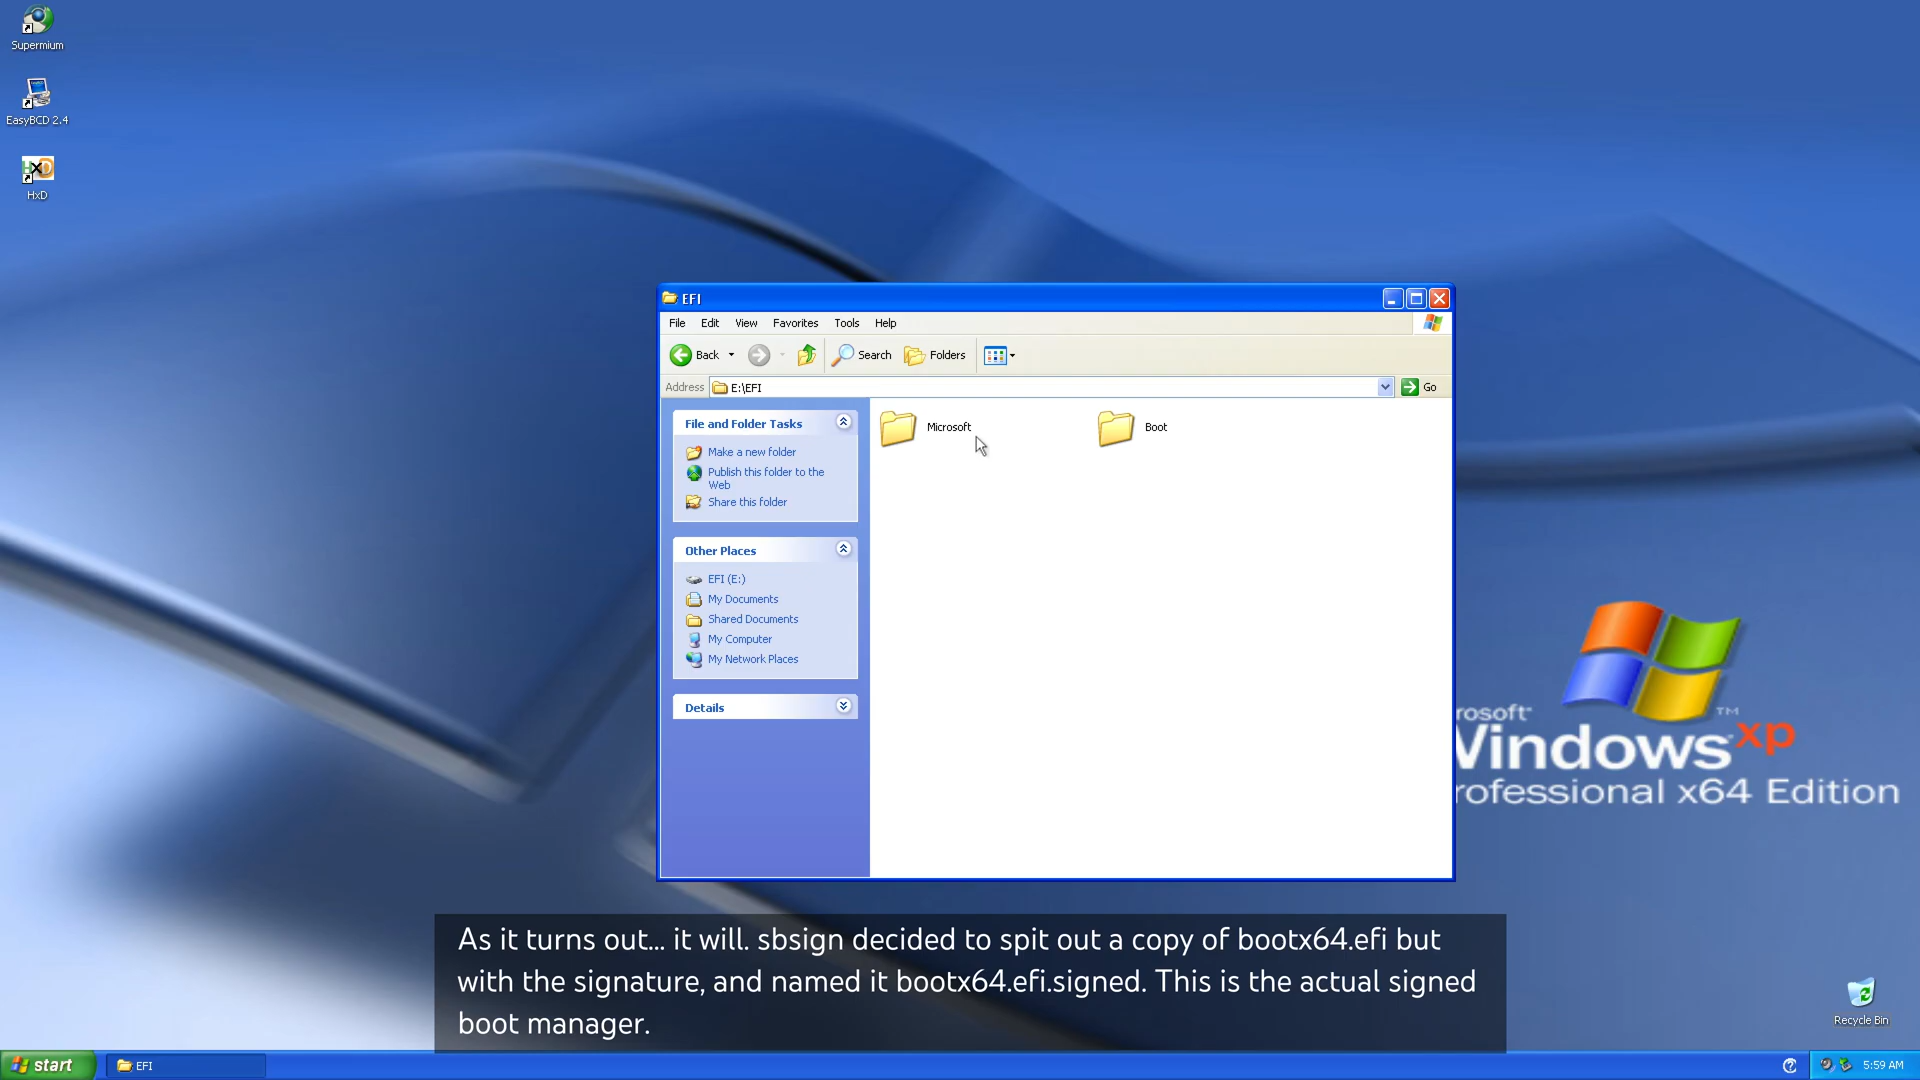 Supermium
EasyBCD 2.4
HxD
EFI
File Edit View Favorites Tools Help
Back Search Folders
Address E:\EFI Go
File and Folder Tasks
Make a new folder
Publish this folder to the
Web
Share this folder
Other Places
EFI (E:)
My Documents
Shared Documents
My Computer
My Network Places
Details
Microsoft Boot
rosoft
Windows xp
rofessional x64 Edition
As it turns out... it will. sbsign decided to spit out a copy of bootx64.efi but
with the signature, and named it bootx64.efi.signed. This is the actual signed
boot manager.
Recycle Bin
start EFI 5:59 AM